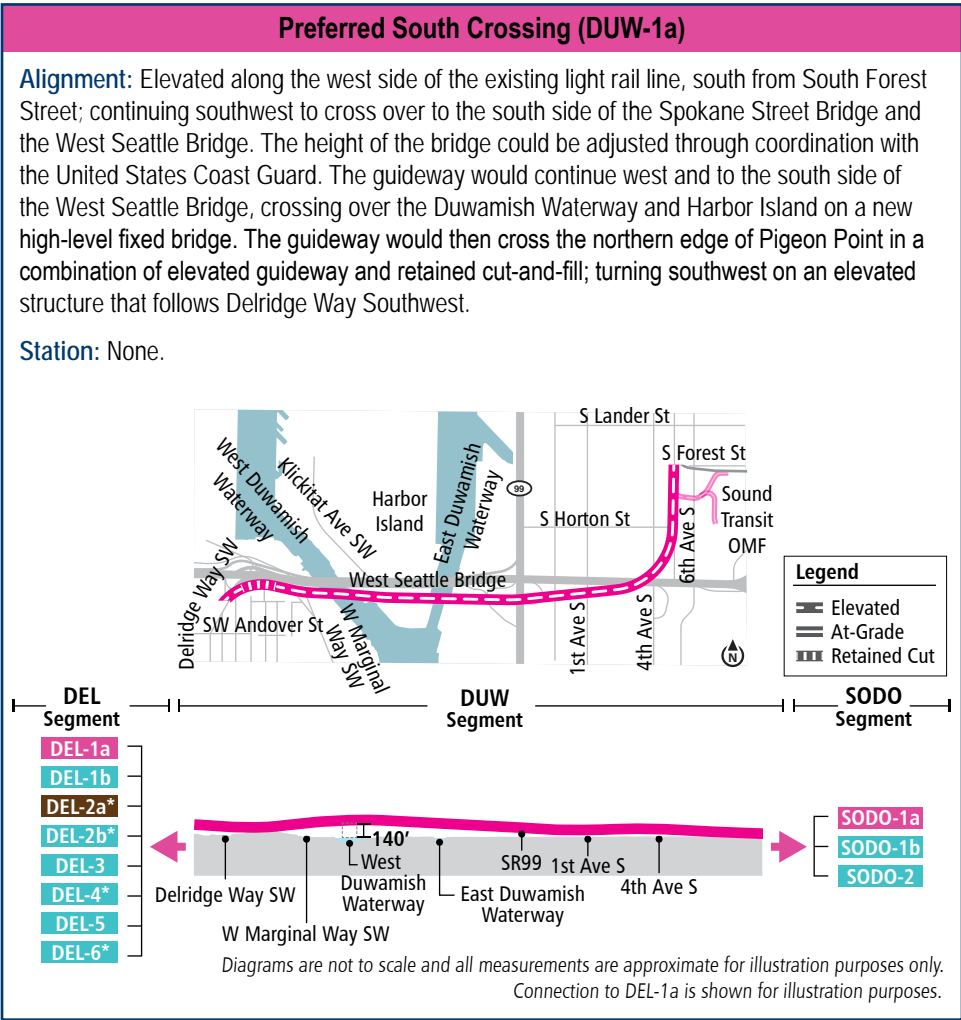 Preferred South Crossing (DUW-1a)
Alignment: Elevated along the west side of the existing light rail line, south from South Forest
Street; continuing southwest to cross over to the south side of the Spokane Street Bridge and
the West Seattle Bridge. The height of the bridge could be adjusted through coordination with
the United States Coast Guard. The guideway would continue west and to the south side of
the West Seattle Bridge, crossing over the Duwamish Waterway and Harbor Island on a new
high-level fixed bridge. The guideway would then cross the northern edge of Pigeon Point in a
combination of elevated guideway and retained cut-and-fill; turning southwest on an elevated
structure that follows Delridge Way Southwest.
Station: None.
S Lander St
S Forest St
West Duwamish
Waterway
Klickitat Ave SW
Harbor
Island
East Duwamish
Waterway
99
S Horton St
6th Ave S
Sound
Transit
OMF
West Seattle Bridge
Delridge Way SW
SW Andover St
W Marginal
Way SW
1st Ave S
4th Ave S
N
Legend
Elevated
At-Grade
Retained Cut
DEL
Segment
DUW
Segment
SODO
Segment
DEL-1a
DEL-1b
DEL-2a*
DEL-2b*
DEL-3
DEL-4*
DEL-5
DEL-6*
140'
Delridge Way SW
W Marginal Way SW
West
Duwamish
Waterway
East Duwamish
Waterway
SR99
1st Ave S
4th Ave S
SODO-1a
SODO-1b
SODO-2
Diagrams are not to scale and all measurements are approximate for illustration purposes only.
Connection to DEL-1a is shown for illustration purposes.